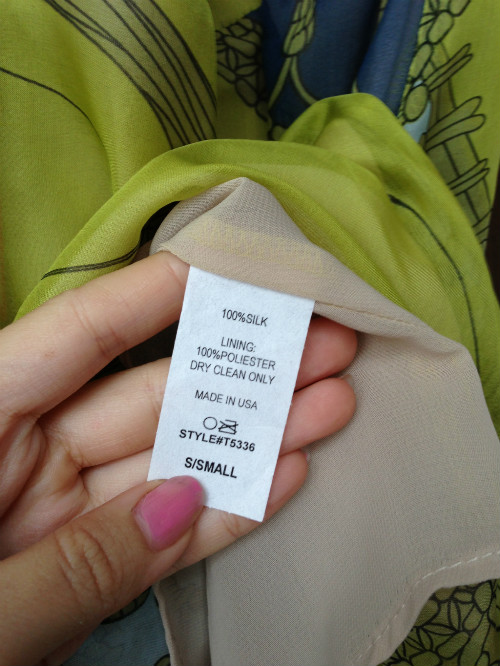 100%SILK
LINING:
100%POLIESTER
DRY CLEAN ONLY
MADE IN USA
STYLE#T5336
S/SMALL